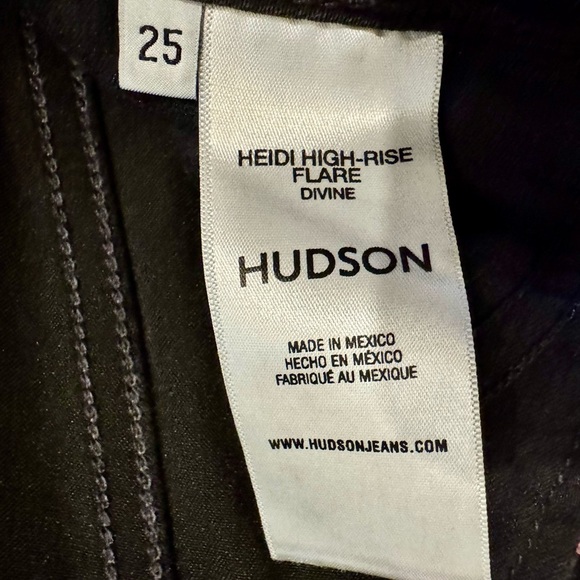 25
HEIDI HIGH-RISE
FLARE
DIVINE
HUDSON
MADE IN MEXICO
HECHO EN MÉXICO
FABRIQUÉ AU MEXIQUE
WWW.HUDSONJEANS.COM